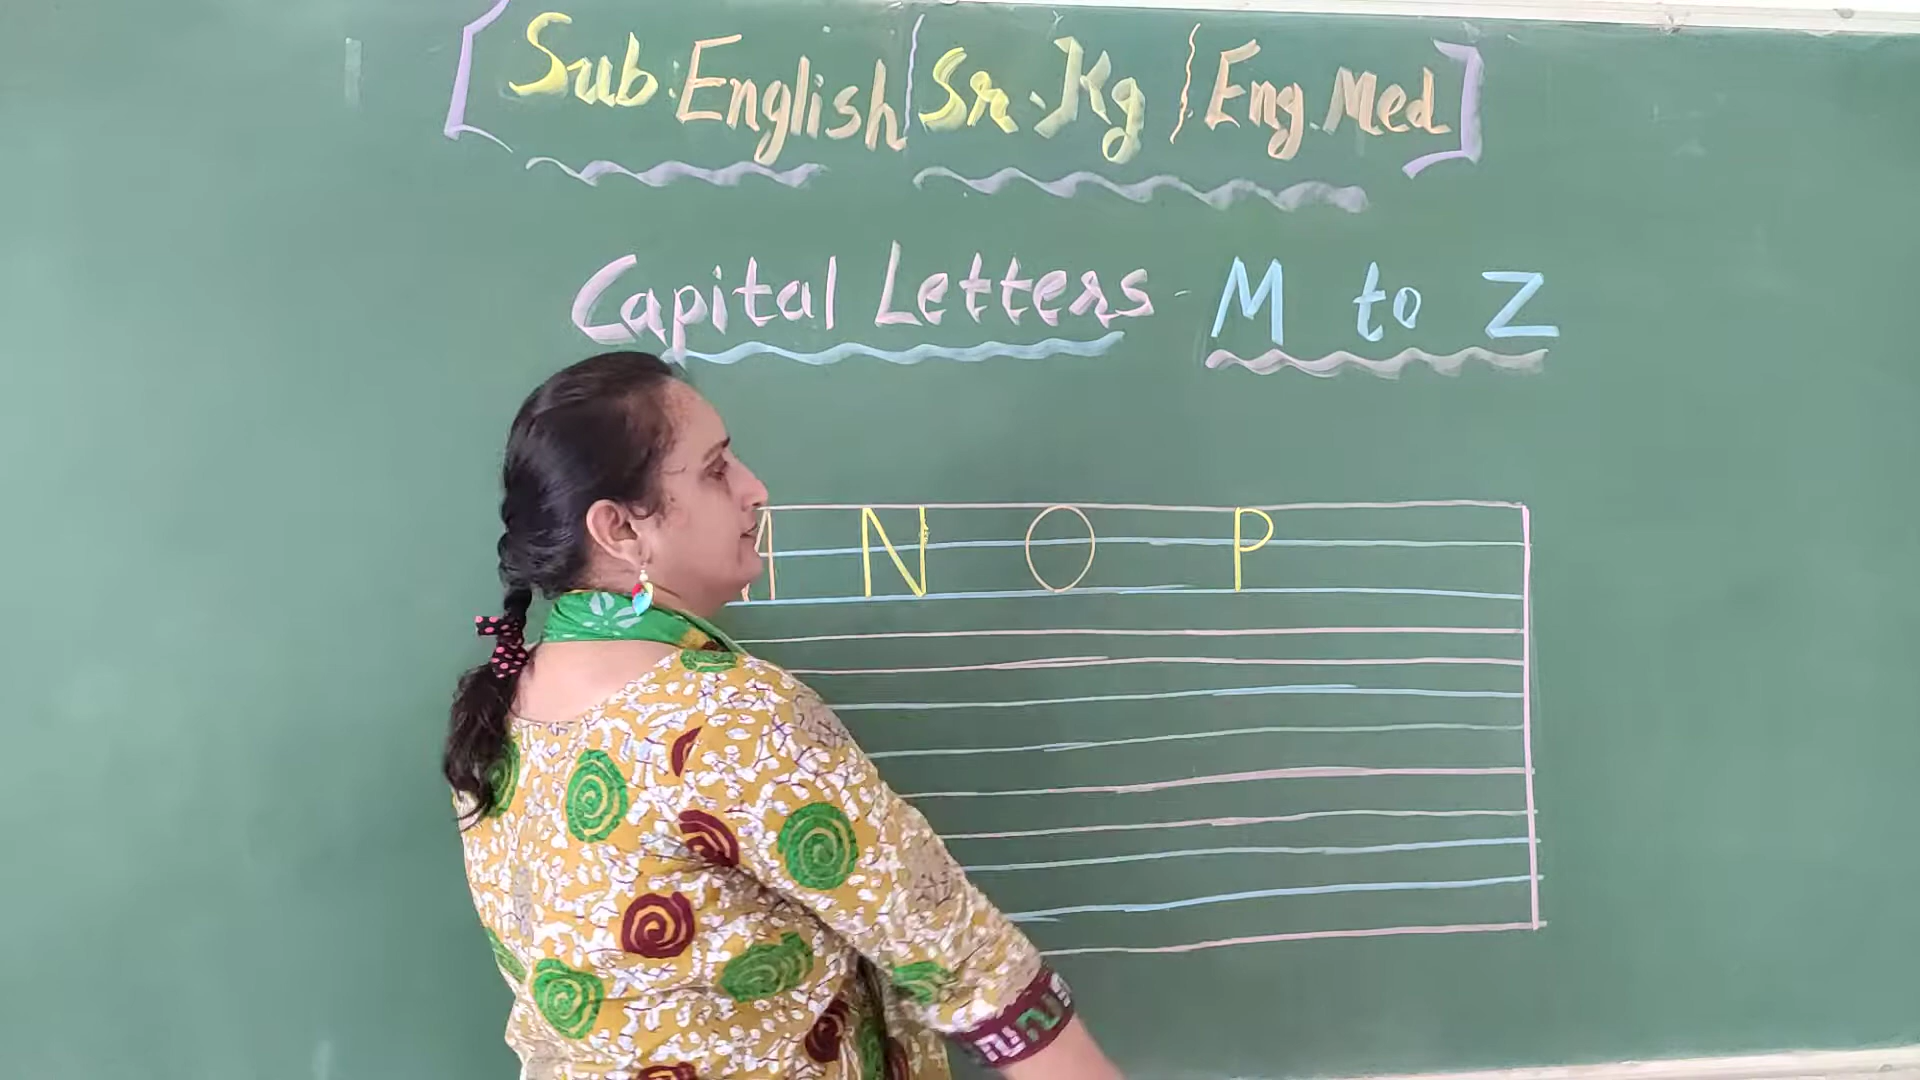 [Sub: English | Sr. Kg | Eng. Med]
Capital Letters - M to Z
M N O P